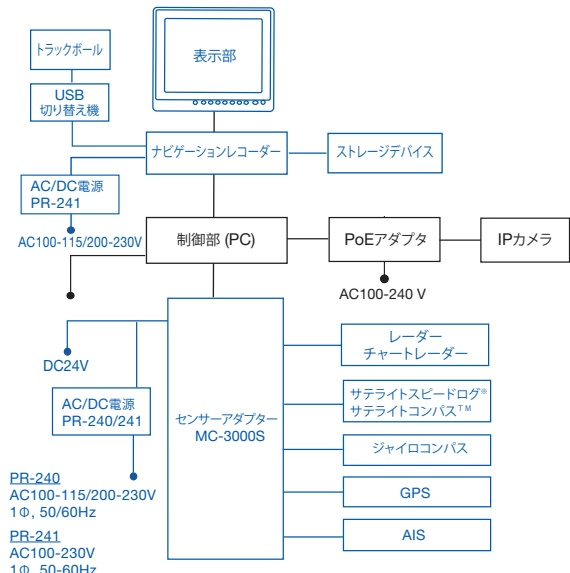 トラックボール
表示部
USB
切り替え機
ナビゲーションレコーダー
ストレージデバイス
AC/DC電源
PR-241
AC100-115/200-230V
制御部 (PC)
PoEアダプタ
IPカメラ
AC100-240 V
DC24V
レーダー
チャートレーダー
AC/DC電源
PR-240/241
サテライトスピードログ※
サテライトコンパス™
センサーアダプター
MC-3000S
ジャイロコンパス
PR-240
AC100-115/200-230V
1Φ, 50/60Hz
GPS
PR-241
AC100-230V
1Φ, 50-60Hz
AIS